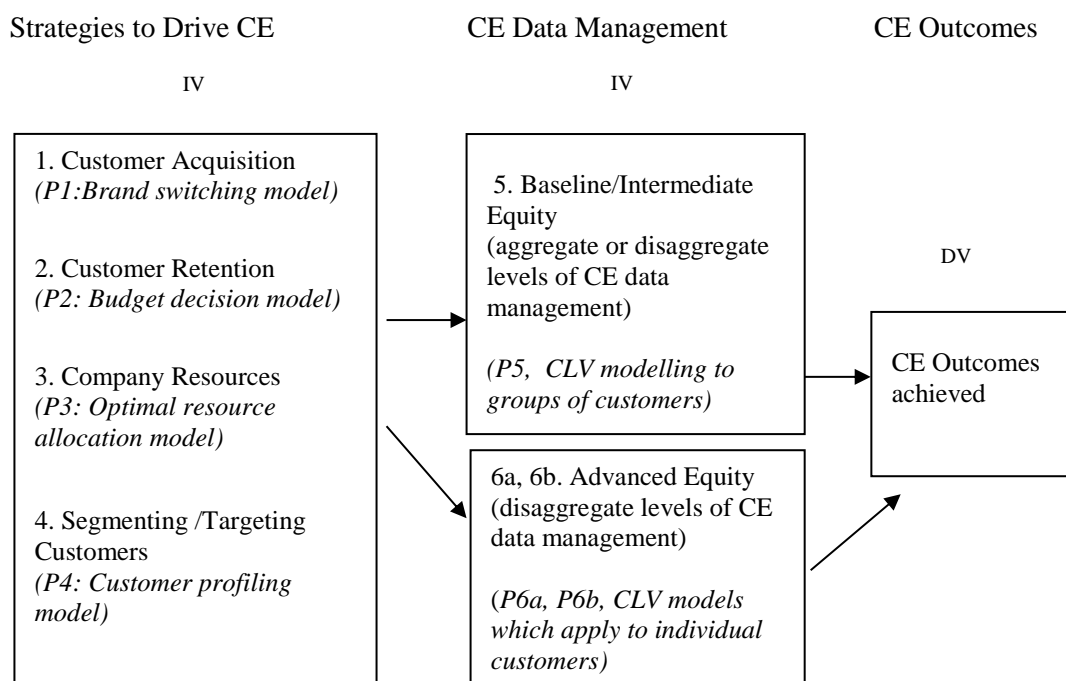 Strategies to Drive CE
CE Data Management
CE Outcomes
IV
IV
1. Customer Acquisition
(P1:Brand switching model)
2. Customer Retention
(P2: Budget decision model)
3. Company Resources
(P3: Optimal resource
allocation model)
4. Segmenting /Targeting
Customers
(P4: Customer profiling
model)
5. Baseline/Intermediate
Equity
(aggregate or disaggregate
levels of CE data
management)
(P5, CLV modelling to
groups of customers)
6a, 6b. Advanced Equity
(disaggregate levels of CE
data management)
(P6a, P6b, CLV models
which apply to individual
customers)
DV
CE Outcomes
achieved